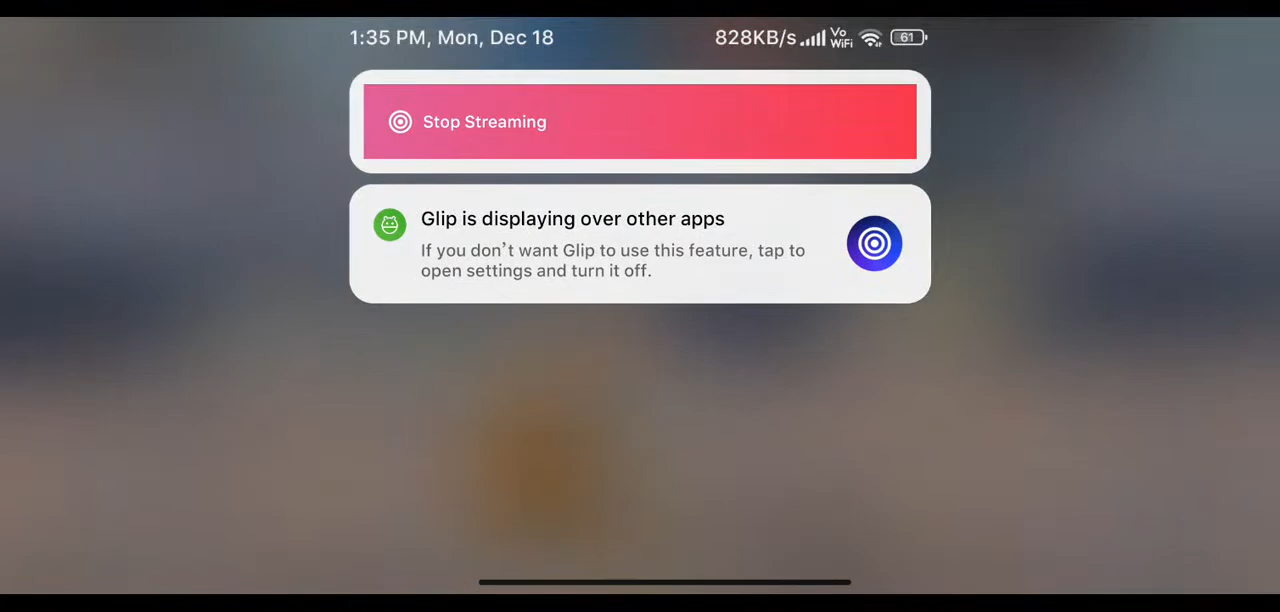 1:35 PM, Mon, Dec 18 828KB/s Vo WiFi 61
Stop Streaming
Glip is displaying over other apps
If you don't want Glip to use this feature, tap to
open settings and turn it off.